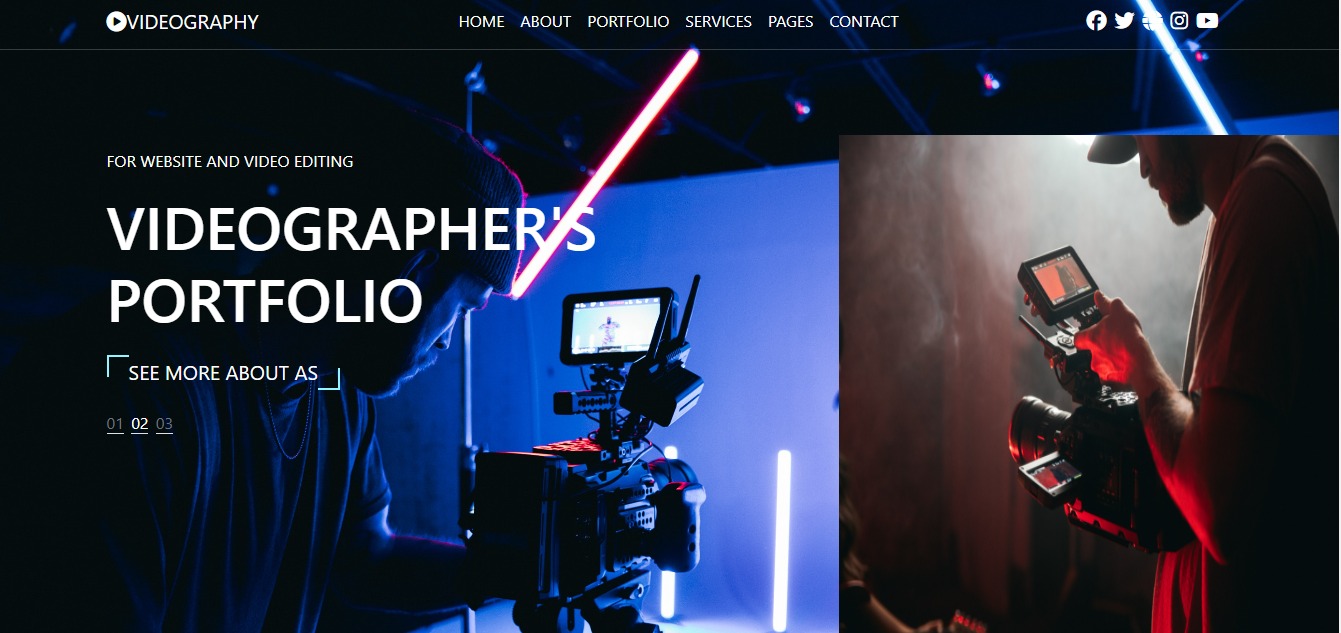 VIDEOGRAPHY
HOME ABOUT PORTFOLIO SERVICES PAGES CONTACT
FOR WEBSITE AND VIDEO EDITING
VIDEOGRAPHER'S
PORTFOLIO
SEE MORE ABOUT AS
01 02 03